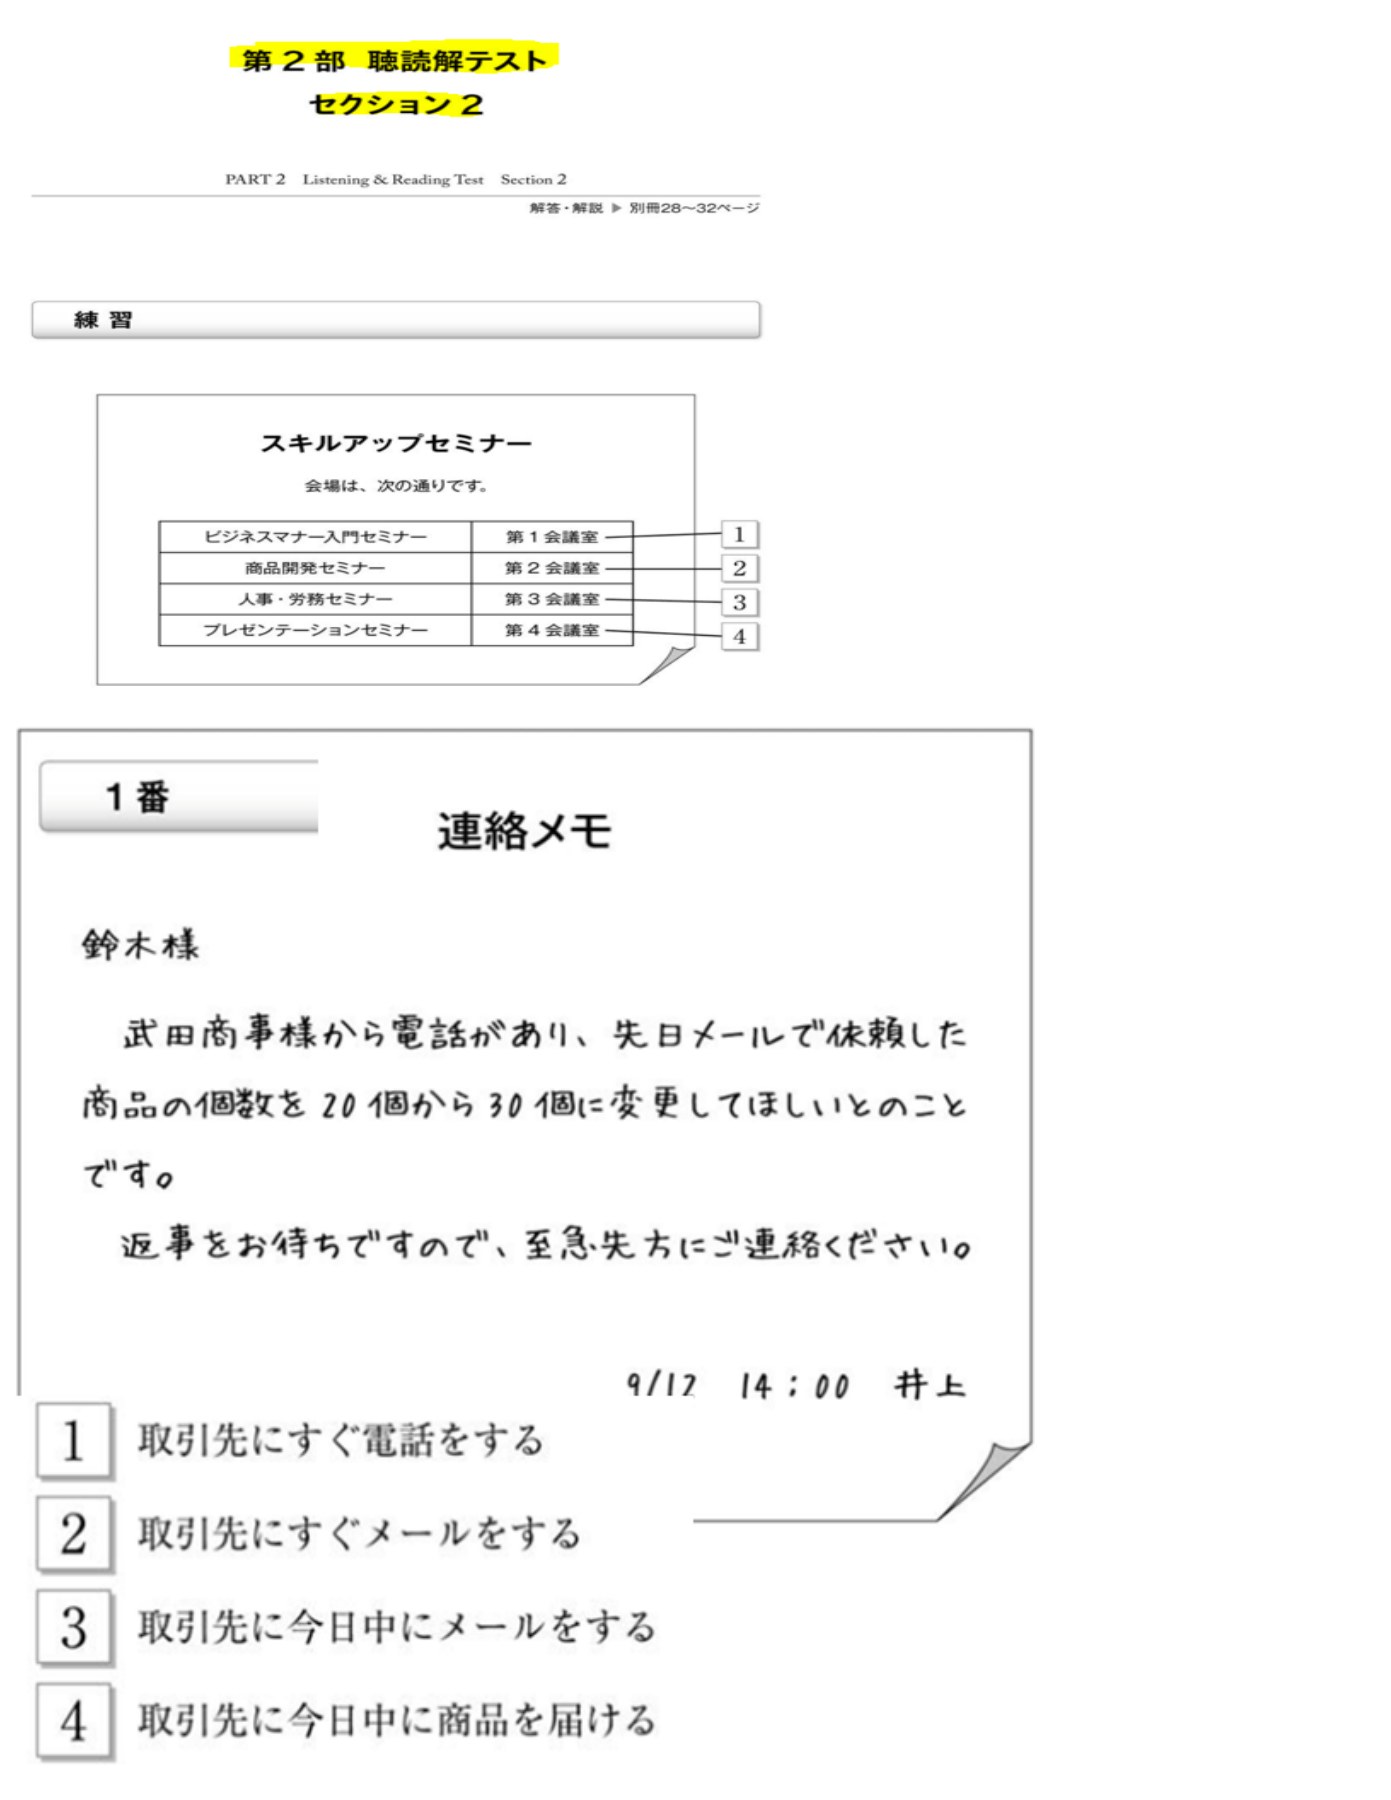 第2部 聴読解テスト
セクション2
PART 2 Listening & Reading Test Section 2
解答・解説 ▶ 別冊28〜32ページ
練習
スキルアップセミナー
会場は、次の通りです。
ビジネスマナー入門セミナー 第1会議室 1
商品開発セミナー 第2会議室 2
人事・労務セミナー 第3会議室 3
プレゼンテーションセミナー 第4会議室 4
1番
連絡メモ
鈴木様
武田商事様から電話があり、先日メールで依頼した
商品の個数を20個から30個に変更してほしいとのこと
です。
返事をお待ちですので、至急先方にご連絡ください。
9/12 14:00 井上
1 取引先にすぐ電話をする
2 取引先にすぐメールをする
3 取引先に今日中にメールをする
4 取引先に今日中に商品を届ける